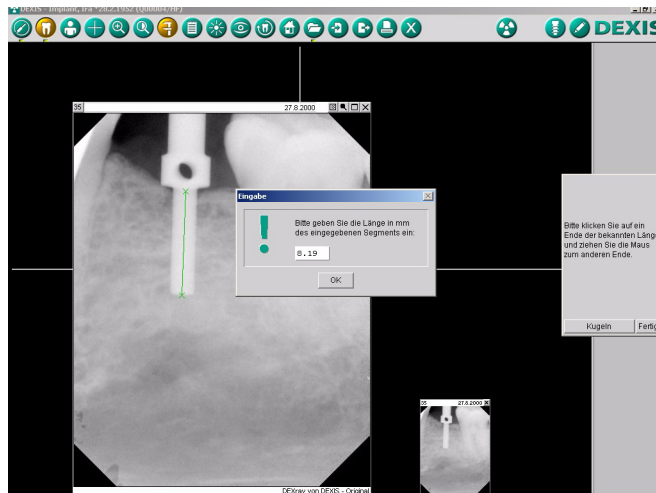 DEXIS - Implant, Ira *28.2.1952 (Q00004/HF)
DEXIS
35 27.8.2000
Eingabe
Bitte geben Sie die Länge in mm
des eingegebenen Segments ein:
8.19
OK
Bitte klicken Sie auf ein
Ende der bekannten Läng
und ziehen Sie die Maus
zum anderen Ende.
Kugeln Fertig
35 27.8.2000
DEXray von DEXIS - Original